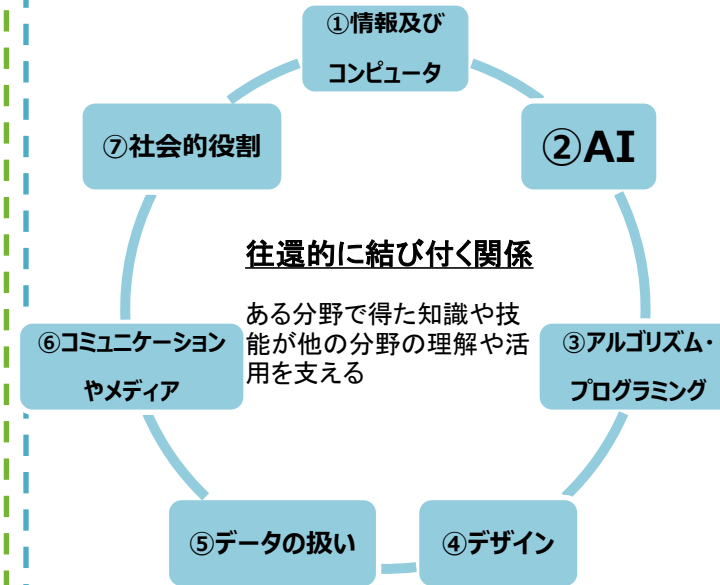 ①情報及び
コンピュータ
②AI
③アルゴリズム・
プログラミング
④デザイン
⑤データの扱い
⑥コミュニケーション
やメディア
⑦社会的役割
往還的に結び付く関係
ある分野で得た知識や技
能が他の分野の理解や活
用を支える